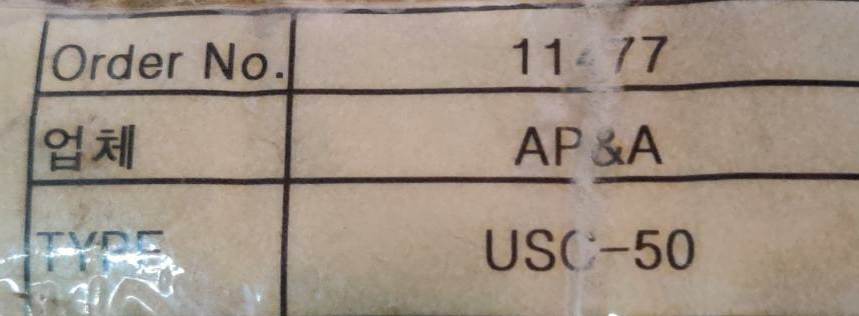 Order No.
업체 AP&A
TYPE USC-50